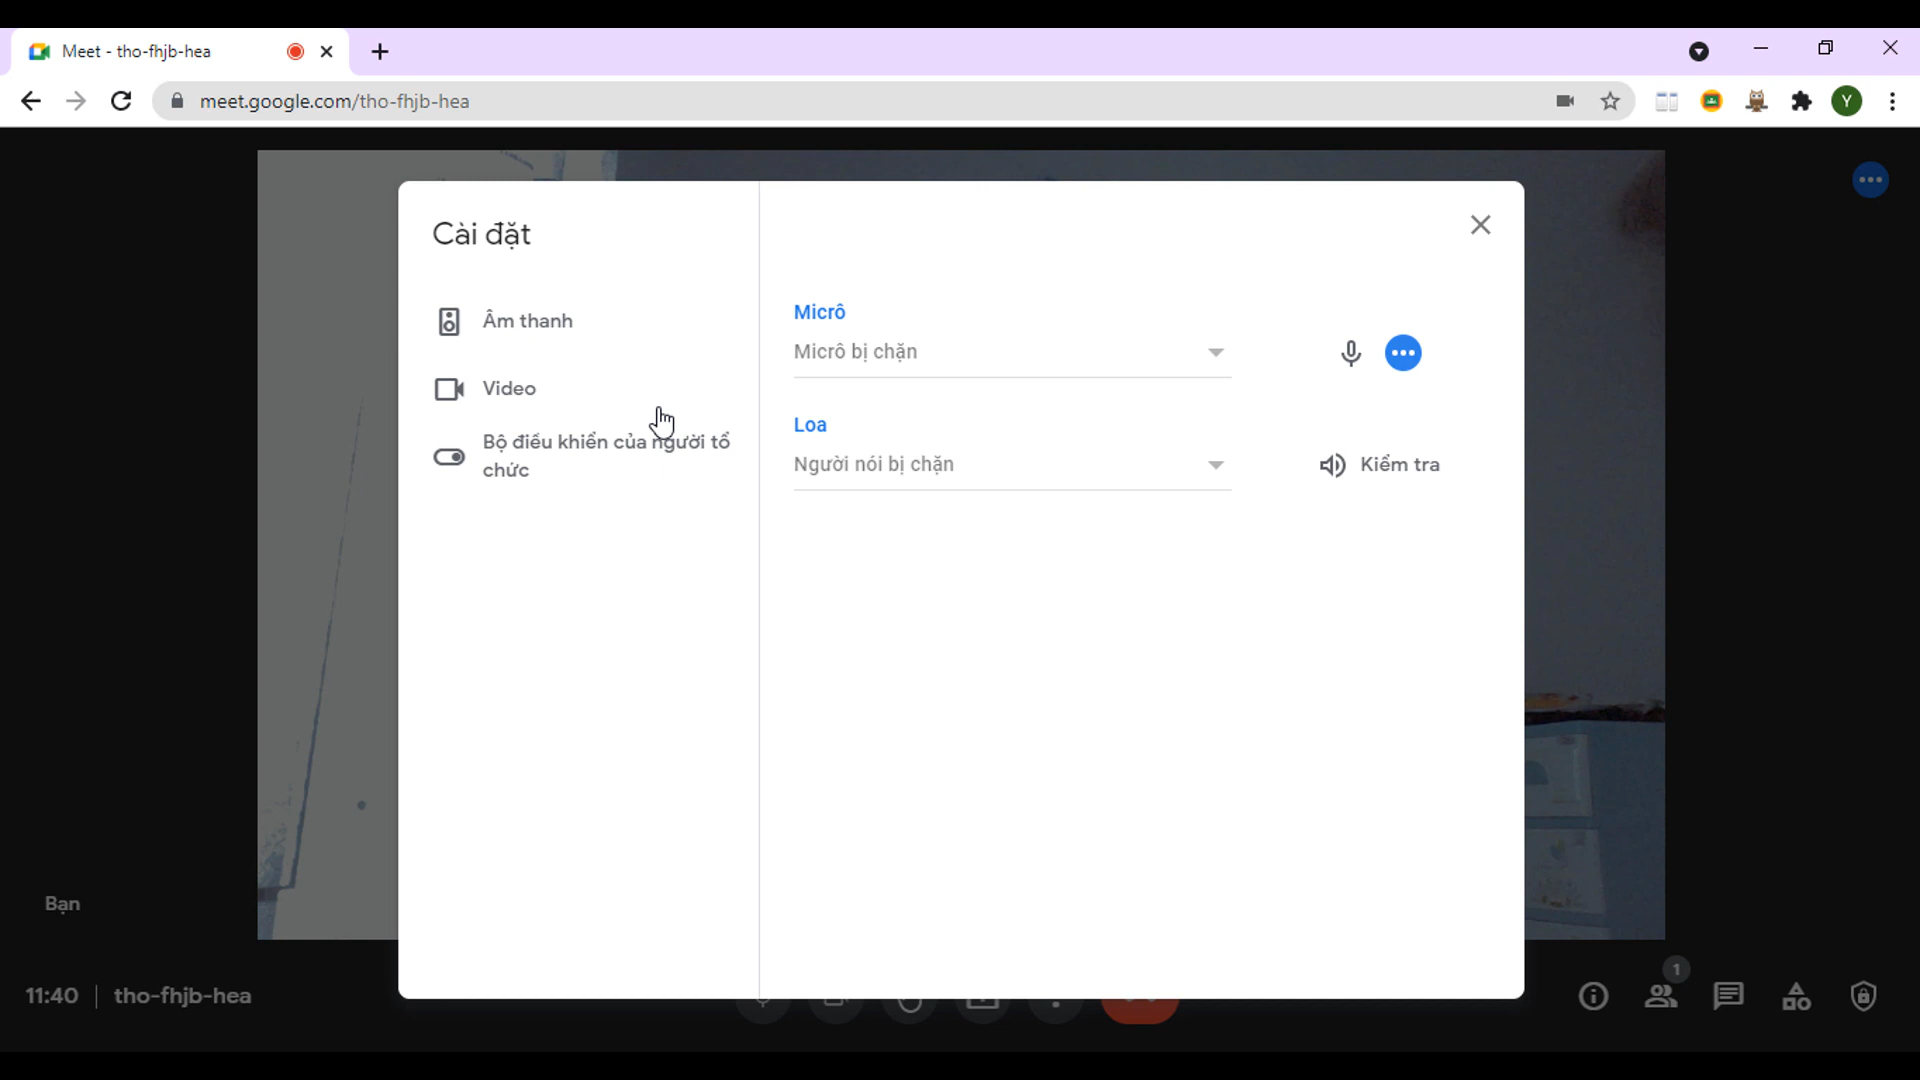 Meet - tho-fhjb-hea
meet.google.com/tho-fhjb-hea
Y
Cài đặt
Âm thanh
Video
Bộ điều khiển của người tổ
chức
Micrô
Micrô bị chặn
Loa
Người nói bị chặn
Kiểm tra
Bạn
11:40
tho-fhjb-hea
1